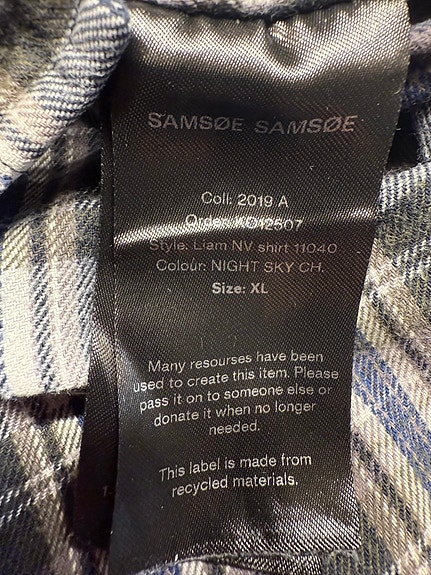 SAMSØE SAMSØE
Coll: 2019 A
Order: KO12507
Style: Liam NV shirt 11040
Colour: NIGHT SKY CH.
Size: XL
Many resourses have been
used to create this item. Please
pass it on to someone else or
donate it when no longer
needed.
This label is made from
recycled materials.